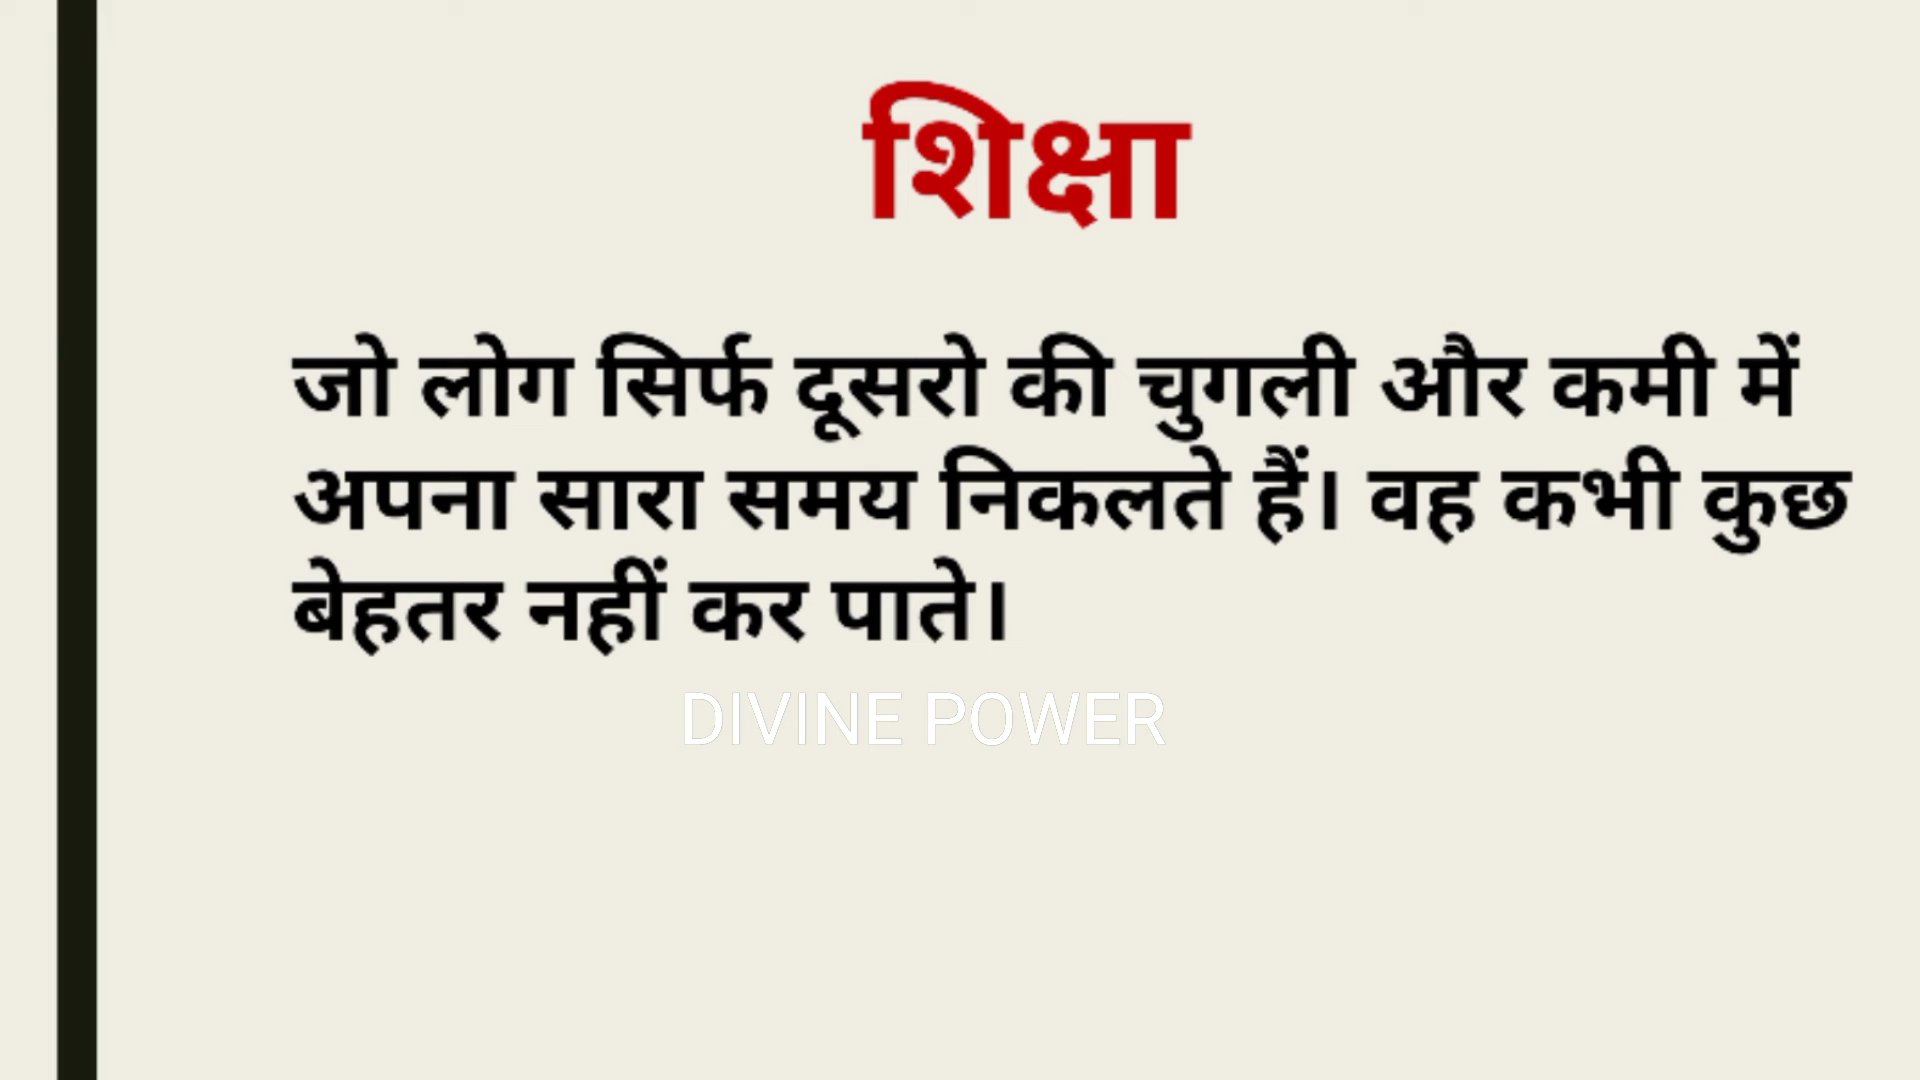 शिक्षा
जो लोग सिर्फ दूसरो की चुगली और कमी में
अपना सारा समय निकलते हैं। वह कभी कुछ
बेहतर नहीं कर पाते।
DIVINE POWER